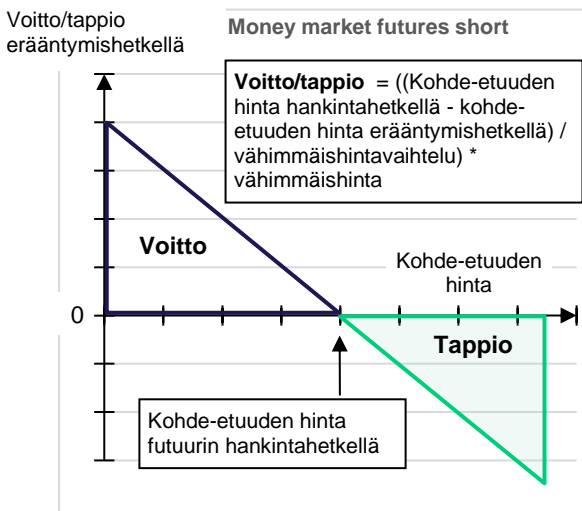 Voitto/tappio
erääntymishetkellä
Money market futures short
Voitto/tappio = ((Kohde-etuuden
hinta hankintahetkellä - kohde-
etuuden hinta erääntymishetkellä) /
vähimmäishintavaihtelu) *
vähimmäishinta
Voitto
Kohde-etuuden
hinta
0
Tappio
Kohde-etuuden hinta
futuurin hankintahetkellä